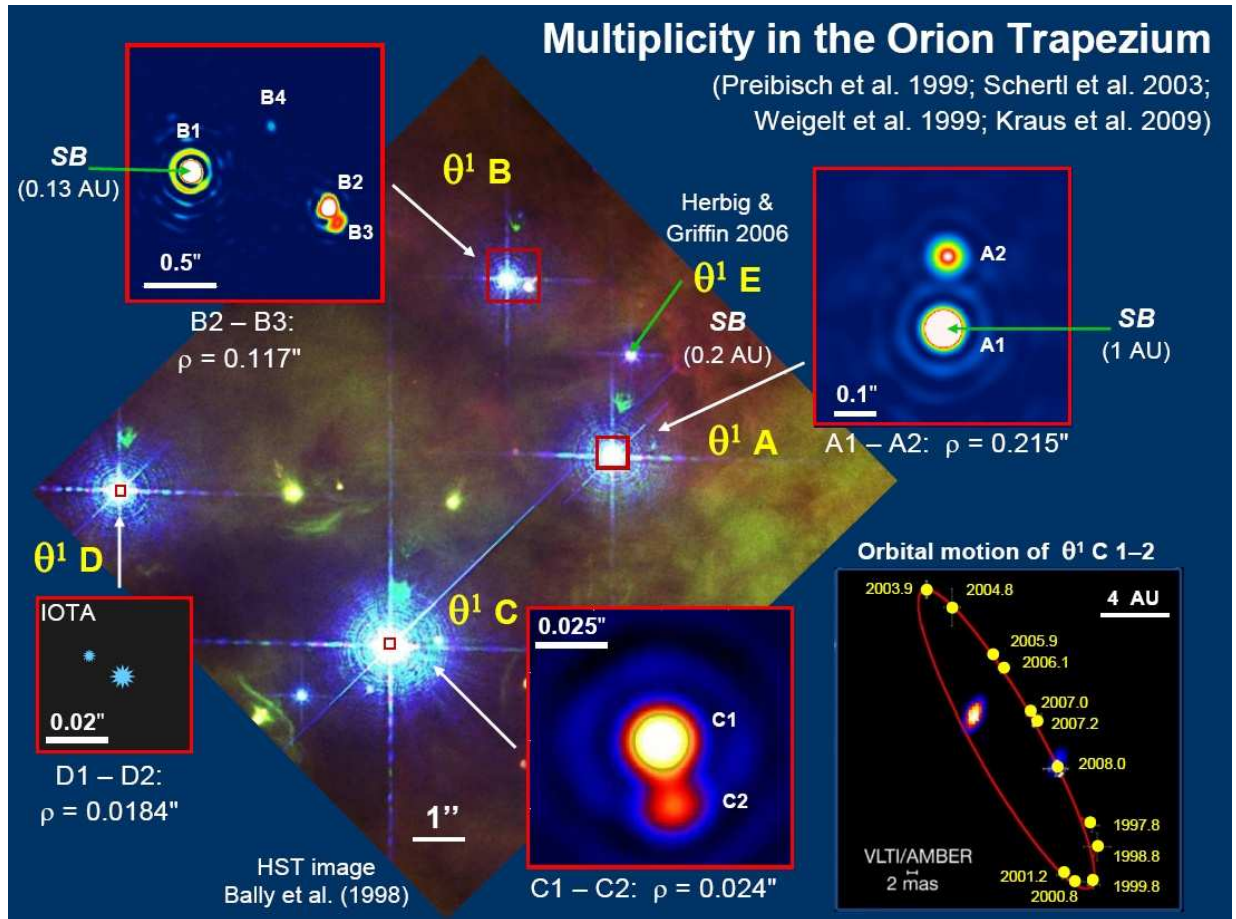 Multiplicity in the Orion Trapezium
(Preibisch et al. 1999; Schertl et al. 2003;
Weigelt et al. 1999; Kraus et al. 2009)
B4
B1
SB
(0.13 AU)
B2
B3
0.5"
B2 – B3:
ρ = 0.117"
θ¹ B
Herbig &
Griffin 2006
θ¹ E
SB
(0.2 AU)
A2
A1
SB
(1 AU)
0.1"
A1 – A2: ρ = 0.215"
θ¹ A
θ¹ D
IOTA
0.02"
D1 – D2:
ρ = 0.0184"
θ¹ C
0.025"
C1
C2
C1 – C2: ρ = 0.024"
1’’
HST image
Bally et al. (1998)
Orbital motion of θ¹ C 1–2
2003.9
2004.8
4 AU
2005.9
2006.1
2007.0
2007.2
2008.0
1997.8
1998.8
1999.8
2001.2
2000.8
VLTI/AMBER
2 mas